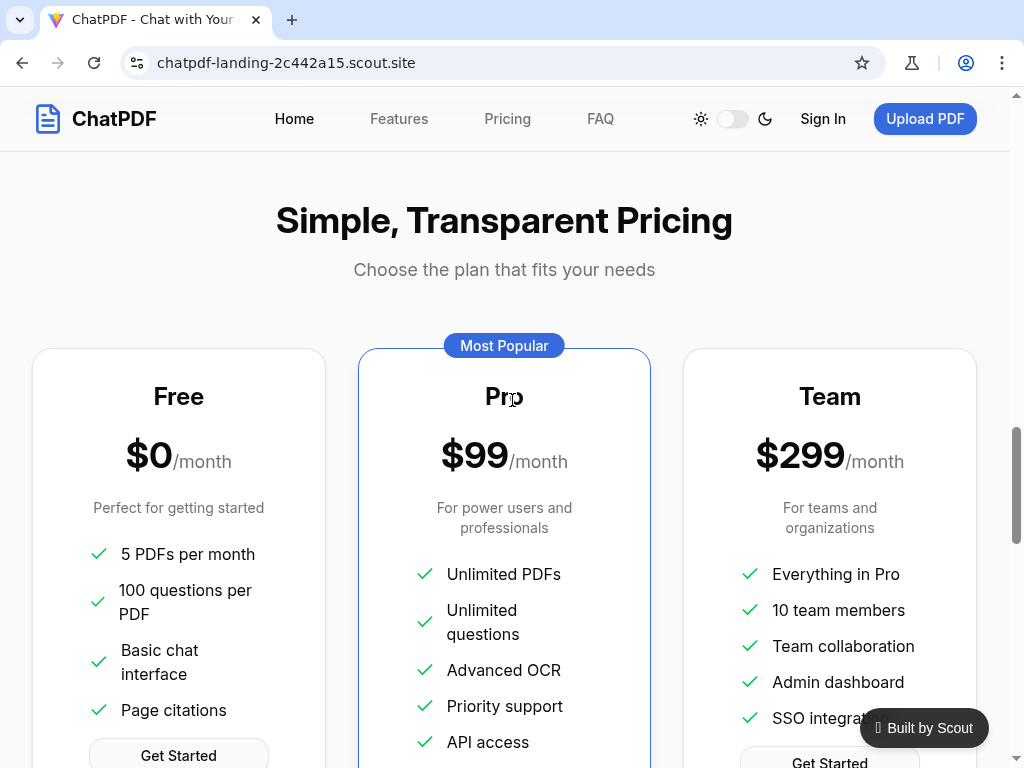 ChatPDF - Chat with Your
chatpdf-landing-2c442a15.scout.site
ChatPDF
Home
Features
Pricing
FAQ
Sign In
Upload PDF
Simple, Transparent Pricing
Choose the plan that fits your needs
Free
$0/month
Perfect for getting started
5 PDFs per month
100 questions per
PDF
Basic chat
interface
Page citations
Get Started
Most Popular
Pro
$99/month
For power users and
professionals
Unlimited PDFs
Unlimited
questions
Advanced OCR
Priority support
API access
Team
$299/month
For teams and
organizations
Everything in Pro
10 team members
Team collaboration
Admin dashboard
SSO integration
Get Started
Built by Scout